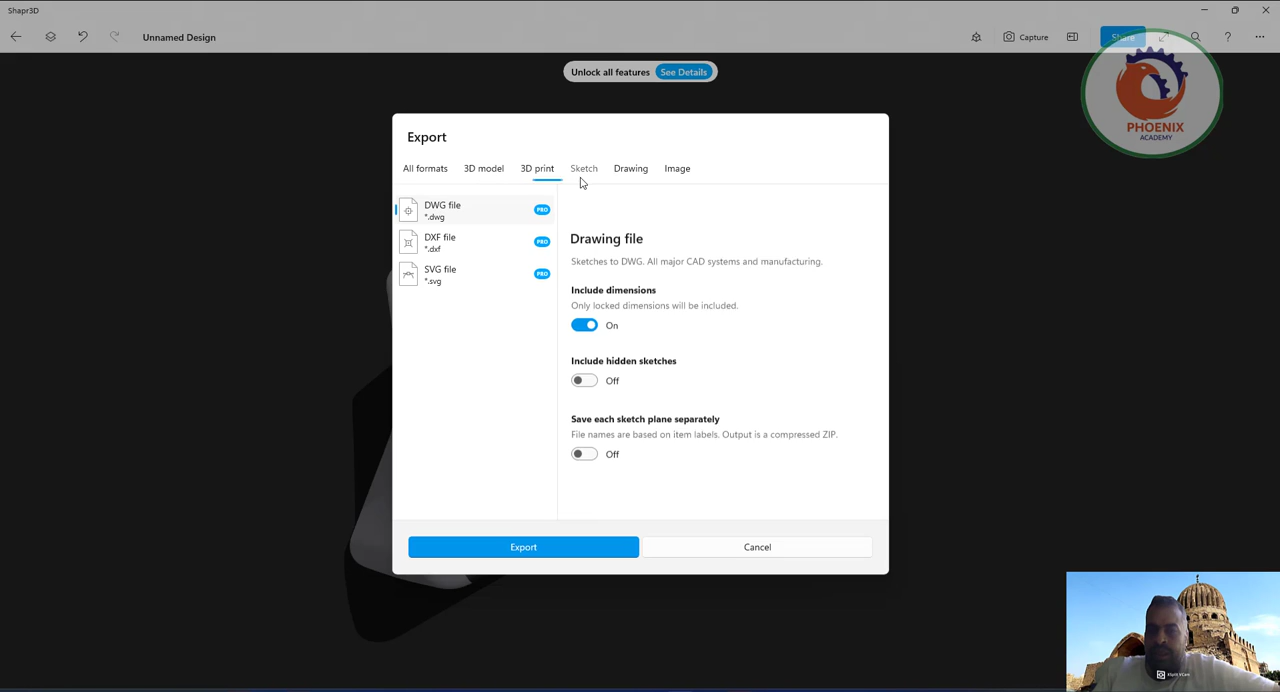 Shapr3D
Unnamed Design
Capture
Share
Unlock all features See Details
PHOENIX
ACADEMY
Export
All formats 3D model 3D print Sketch Drawing Image
DWG file
*.dwg
PRO
DXF file
*.dxf
PRO
SVG file
*.svg
PRO
Drawing file
Sketches to DWG. All major CAD systems and manufacturing.
Include dimensions
Only locked dimensions will be included.
On
Include hidden sketches
Off
Save each sketch plane separately
File names are based on item labels. Output is a compressed ZIP.
Off
Export Cancel